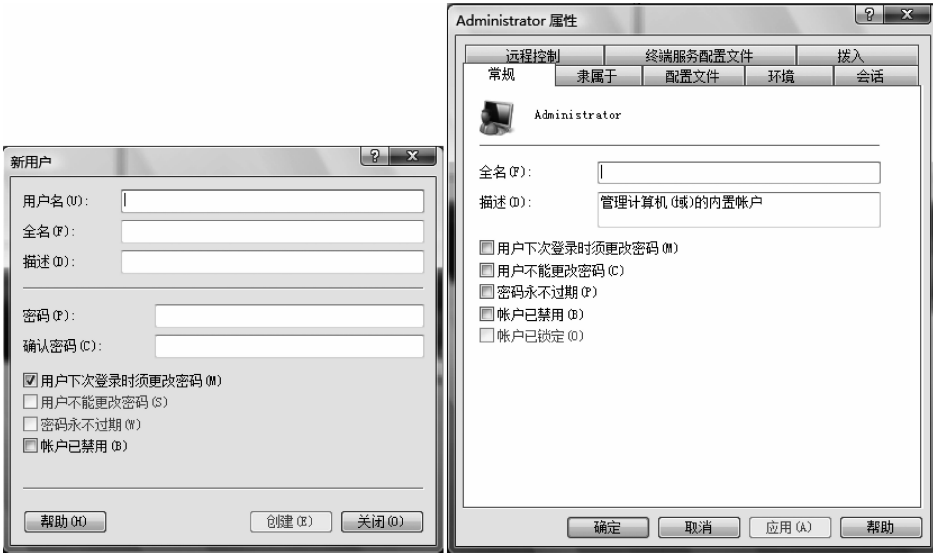 新用户
用户名(U):
全名(F):
描述(D):
密码(P):
确认密码(C):
用户下次登录时须更改密码(M)
用户不能更改密码(S)
密码永不过期(W)
帐户已禁用(B)
帮助(H)
创建(E)
关闭(O)
Administrator 属性
远程控制
终端服务配置文件
拨入
常规
隶属于
配置文件
环境
会话
Administrator
全名(F):
描述(D):
管理计算机(域)的内置帐户
用户下次登录时须更改密码(M)
用户不能更改密码(C)
密码永不过期(P)
帐户已禁用(B)
帐户已锁定(O)
确定
取消
应用(A)
帮助